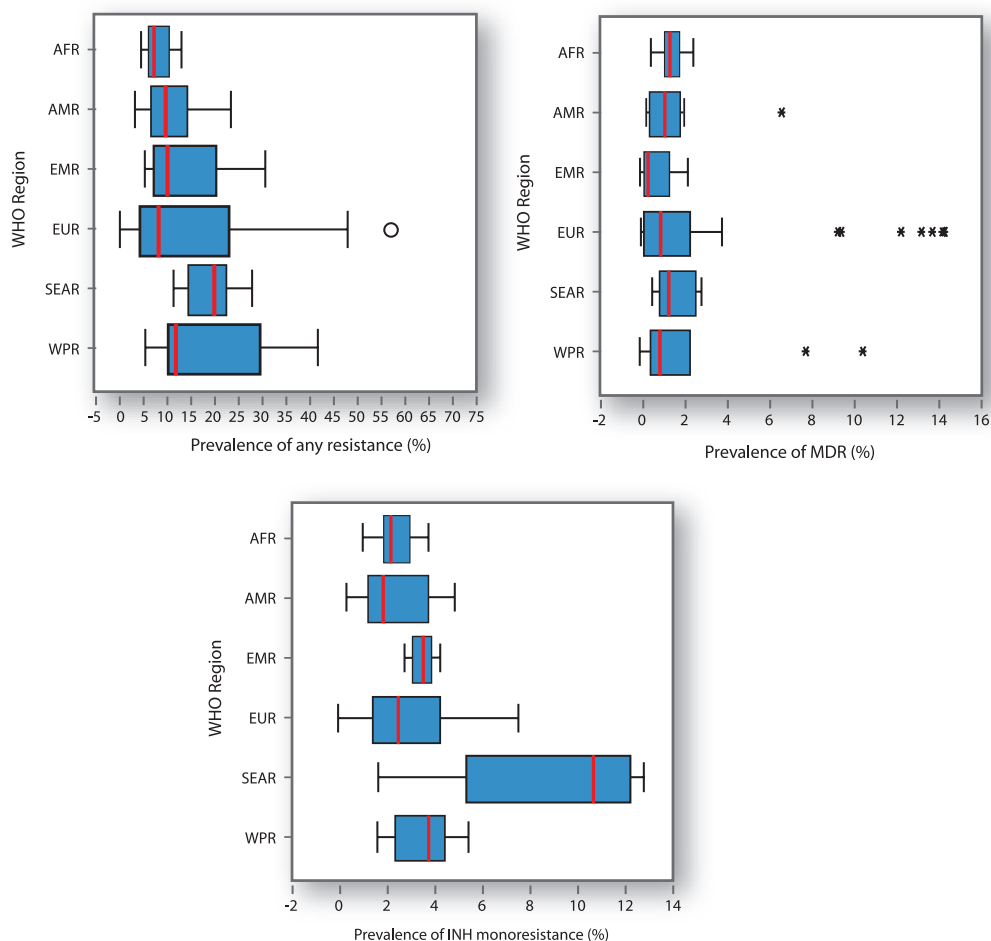 AFR
AMR
EMR
EUR
SEAR
WPR
WHO Region
-5 0 5 15 25 10 20 30 35 40 45 50 55 60 65 70 75
Prevalence of any resistance (%)
AFR
AMR
EMR
EUR
SEAR
WPR
WHO Region
-2 0 2 4 6 8 10 12 14 16
Prevalence of MDR (%)
AFR
AMR
EMR
EUR
SEAR
WPR
WHO Region
-2 0 2 4 6 8 10 12 14
Prevalence of INH monoresistance (%)